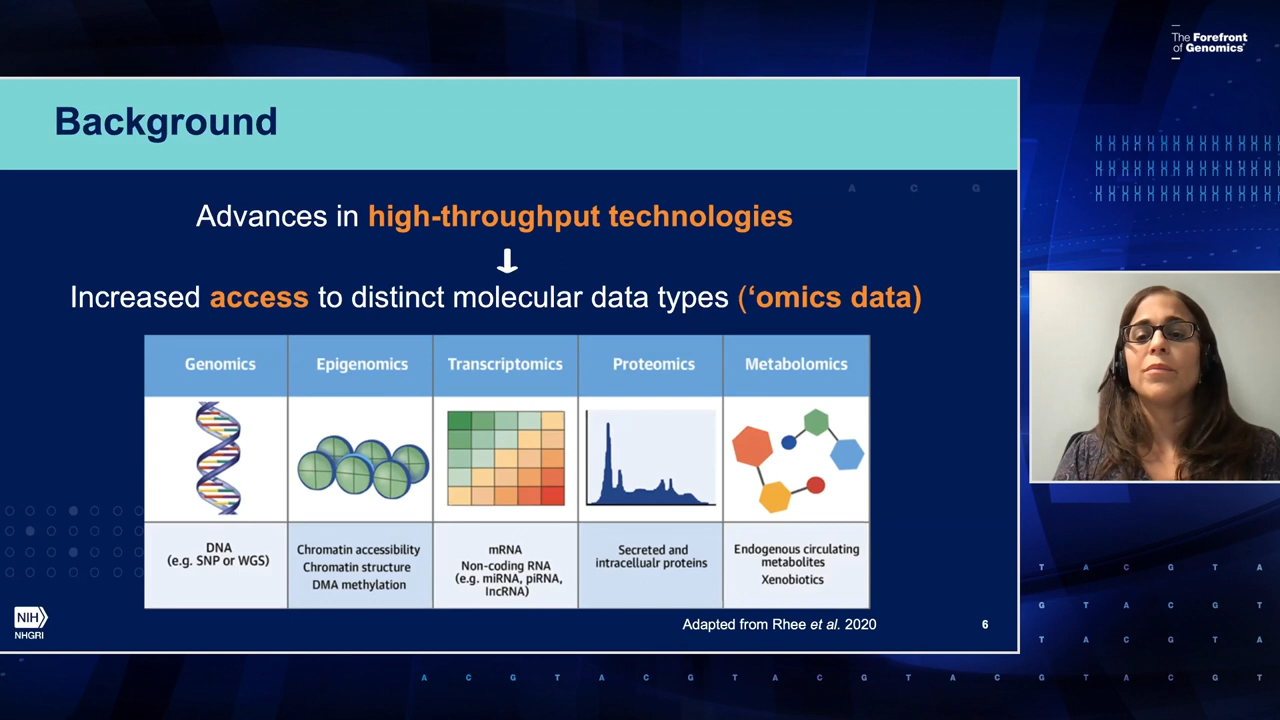 The Forefront
of Genomics®
Background
A C G
Advances in high-throughput technologies
Increased access to distinct molecular data types (‘omics data)
Genomics
Epigenomics
Transcriptomics
Proteomics
Metabolomics
DNA
(e.g. SNP or WGS)
Chromatin accessibility
Chromatin structure
DMA methylation
mRNA
Non-coding RNA
(e.g. miRNA, piRNA,
lncRNA)
Secreted and
intracellualr proteins
Endogenous circulating
metabolites
Xenobiotics
NIH
NHGRI
Adapted from Rhee et al. 2020
6
T A C G T A
G T A C G T
T A C G T A
A C G T A C G T A C G T A C G T A C G T